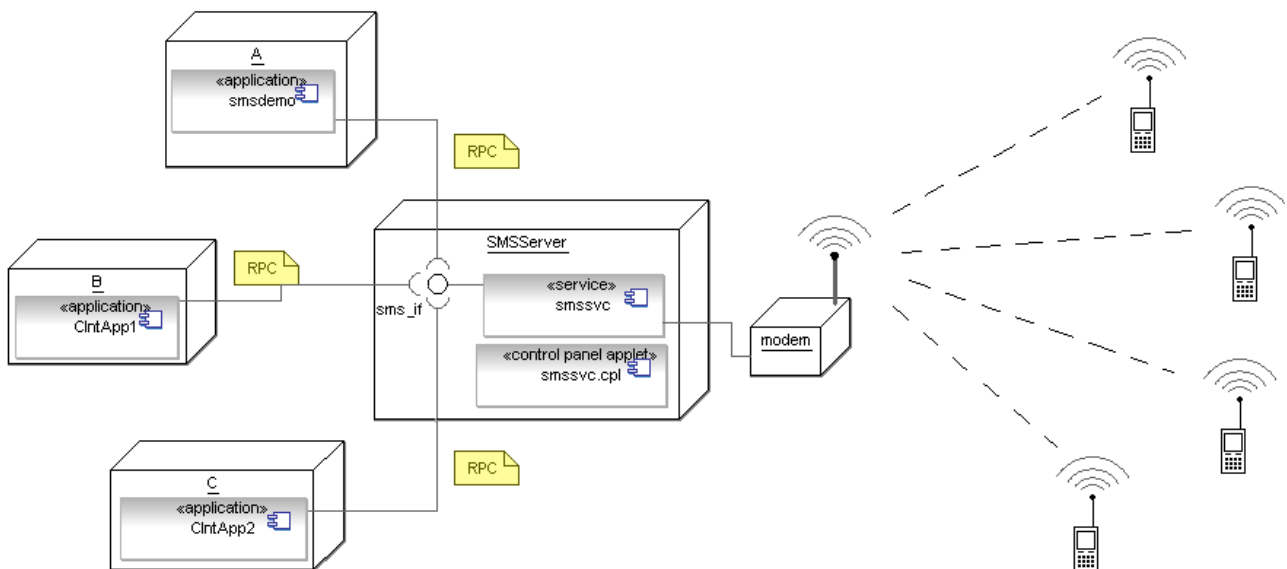 A
«application»
smsdemo
RPC
SMSServer
B
«application»
ClntApp1
RPC
sms_if
«service»
smssvc
«control panel applet»
smssvc.cpl
modem
RPC
C
«application»
ClntApp2